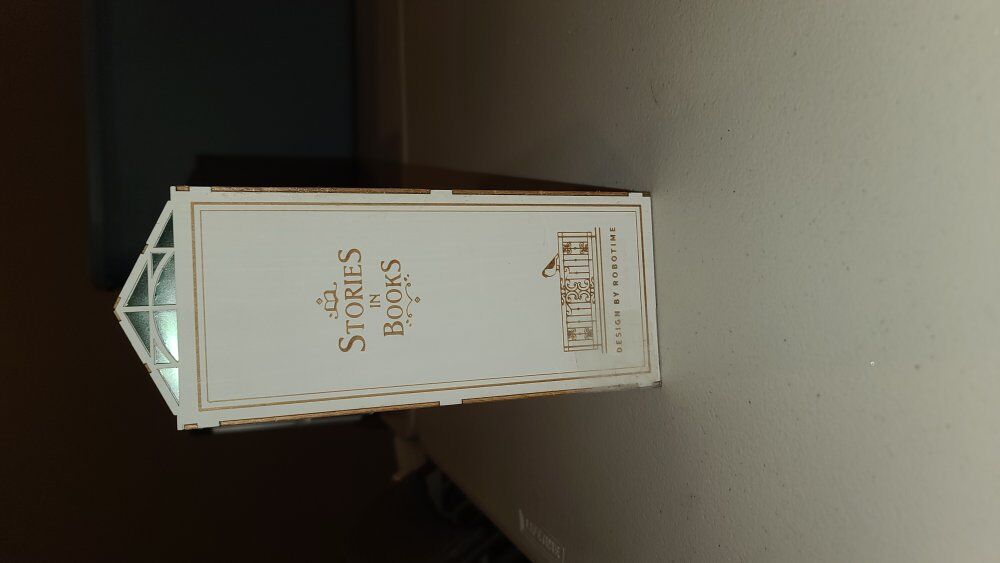 STORIES
IN
BOOKS
DESIGN BY ROBOTIME